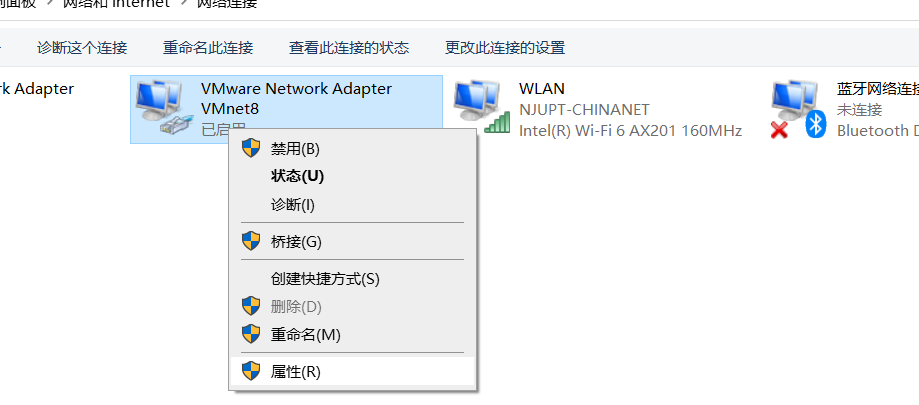 网络和 Internet > 网络连接
诊断这个连接 重命名此连接 查看此连接的状态 更改此连接的设置
Adapter
VMware Network Adapter
VMnet8
已启用
WLAN
NJUPT-CHINANET
Intel(R) Wi-Fi 6 AX201 160MHz
蓝牙网络连接
未连接
Bluetooth
禁用(B)
状态(U)
诊断(I)
桥接(G)
创建快捷方式(S)
删除(D)
重命名(M)
属性(R)